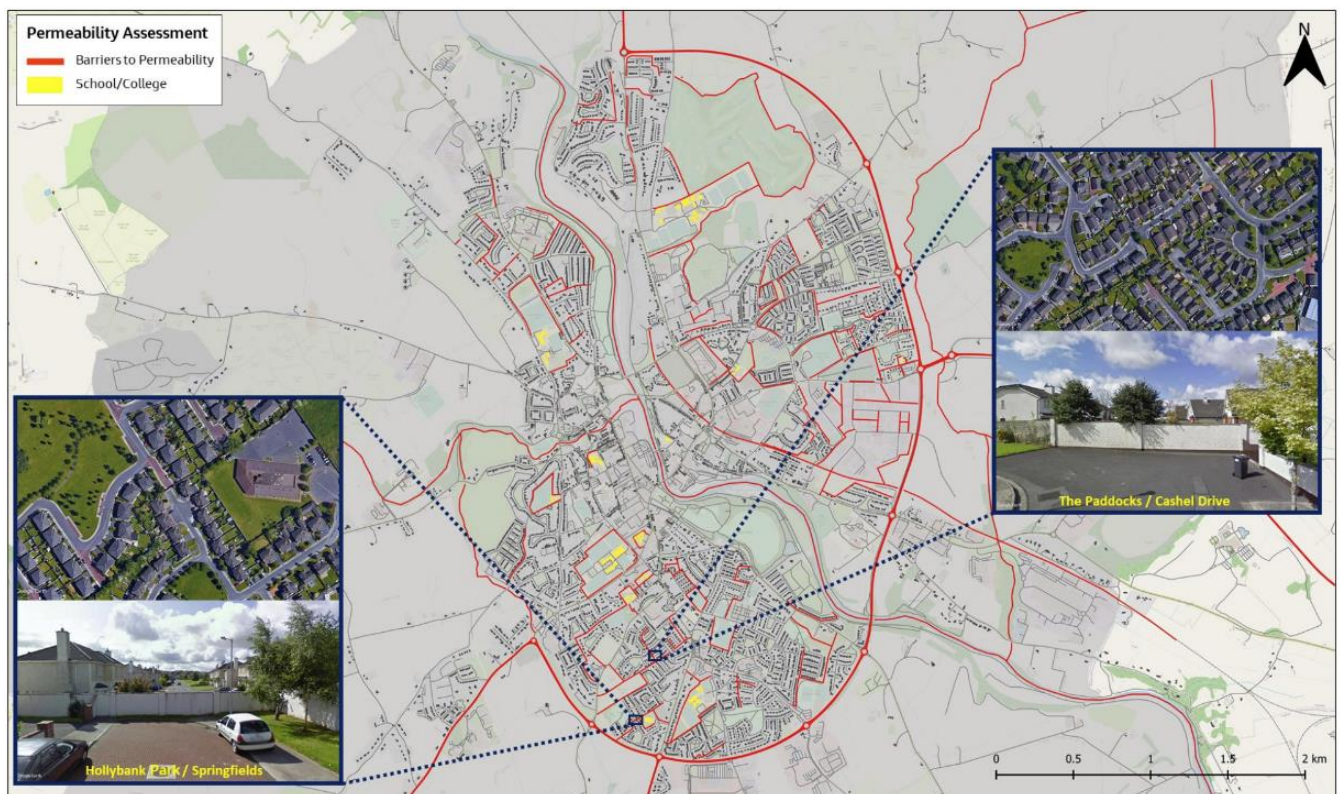 Permeability Assessment
Barriers to Permeability
School/College
N
The Paddocks / Cashel Drive
Hollybank Park / Springfields
0 0.5 1 1.5 2 km